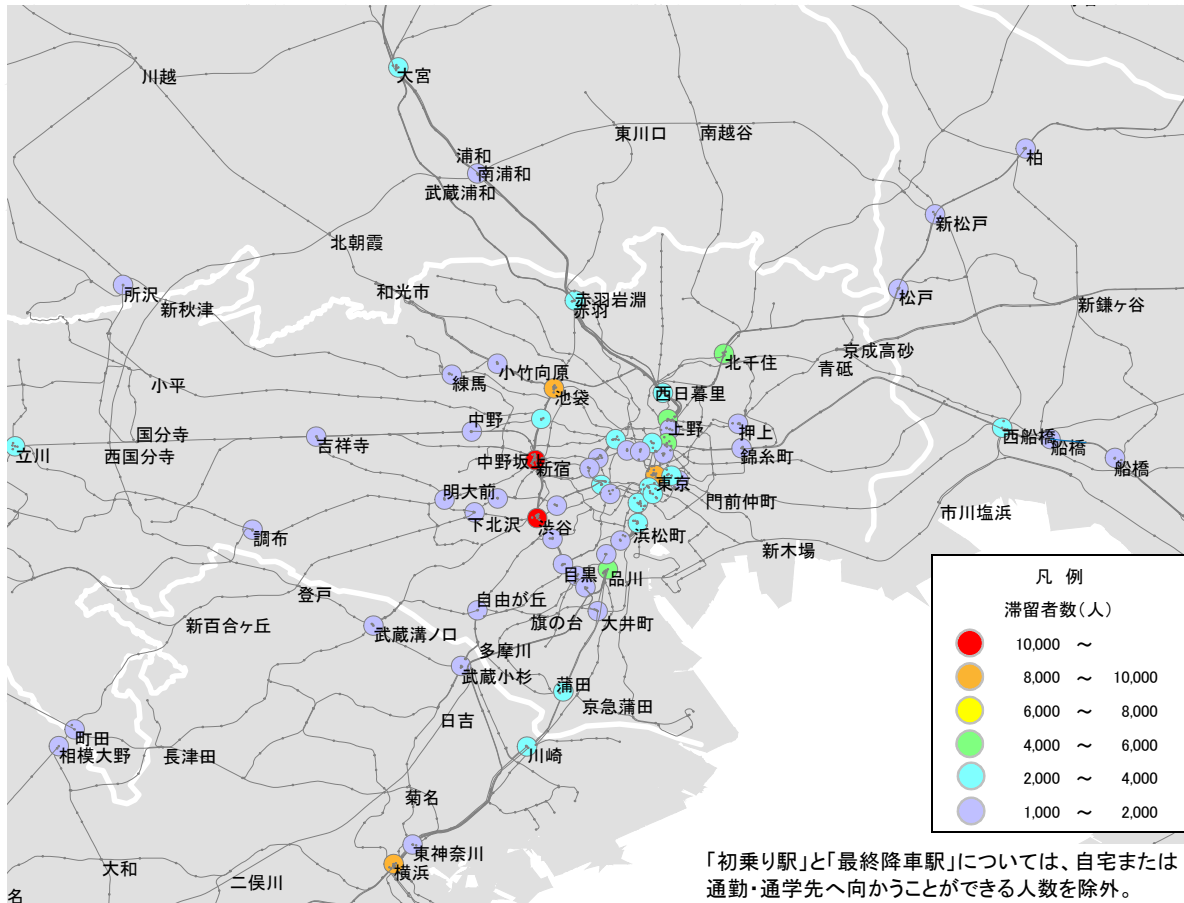 大宮
川越
東川口
南越谷
浦和
南浦和
柏
武蔵浦和
新松戸
北朝霞
所沢
新秋津
和光市
赤羽岩淵
赤羽
松戸
新鎌ヶ谷
北千住
京成高砂
青砥
小竹向原
練馬
小平
池袋
西日暮里
中野
上野
押上
国分寺
吉祥寺
西船橋
船橋
立川
西国分寺
錦糸町
船橋
中野坂上
新宿
東京
明大前
門前仲町
下北沢
渋谷
市川塩浜
調布
浜松町
新木場
目黒
品川
登戸
自由が丘
新百合ヶ丘
武蔵溝ノ口
旗の台
大井町
多摩川
武蔵小杉
蒲田
京急蒲田
日吉
町田
相模大野
長津田
川崎
菊名
東神奈川
横浜
大和
二俣川
名
凡 例
滞留者数(人)
10,000 ～
8,000 ～ 10,000
6,000 ～ 8,000
4,000 ～ 6,000
2,000 ～ 4,000
1,000 ～ 2,000
「初乗り駅」と「最終降車駅」については、自宅または
通勤・通学先へ向かうことができる人数を除外。